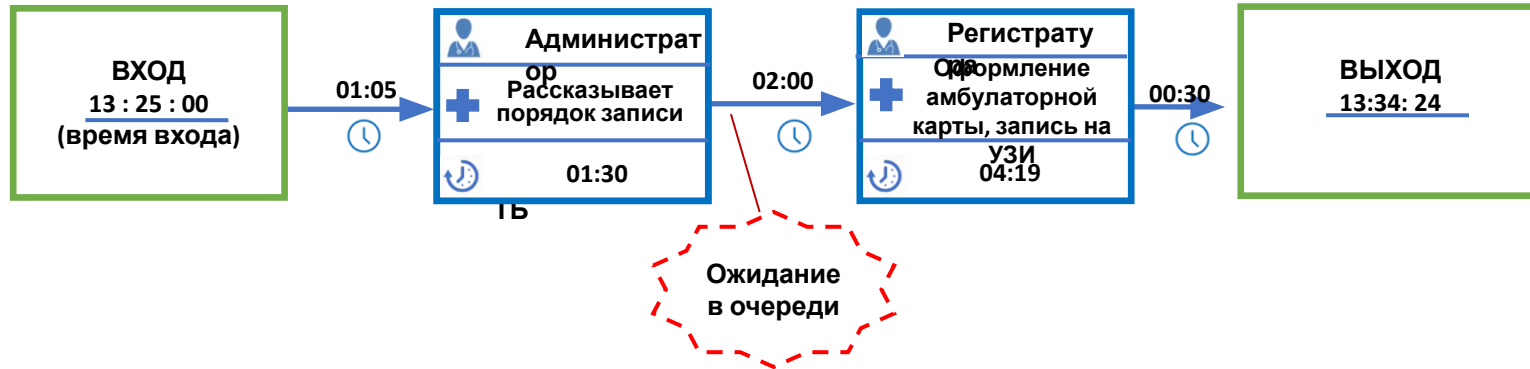 ВХОД
13 : 25 : 00
(время входа)
01:05
Администрат
ор
Рассказывает
порядок записи
01:30
ТЬ
02:00
Регистрату
ра
Оформление
амбулаторной
карты, запись на
УЗИ
04:19
00:30
ВЫХОД
13:34: 24
Ожидание
в очереди